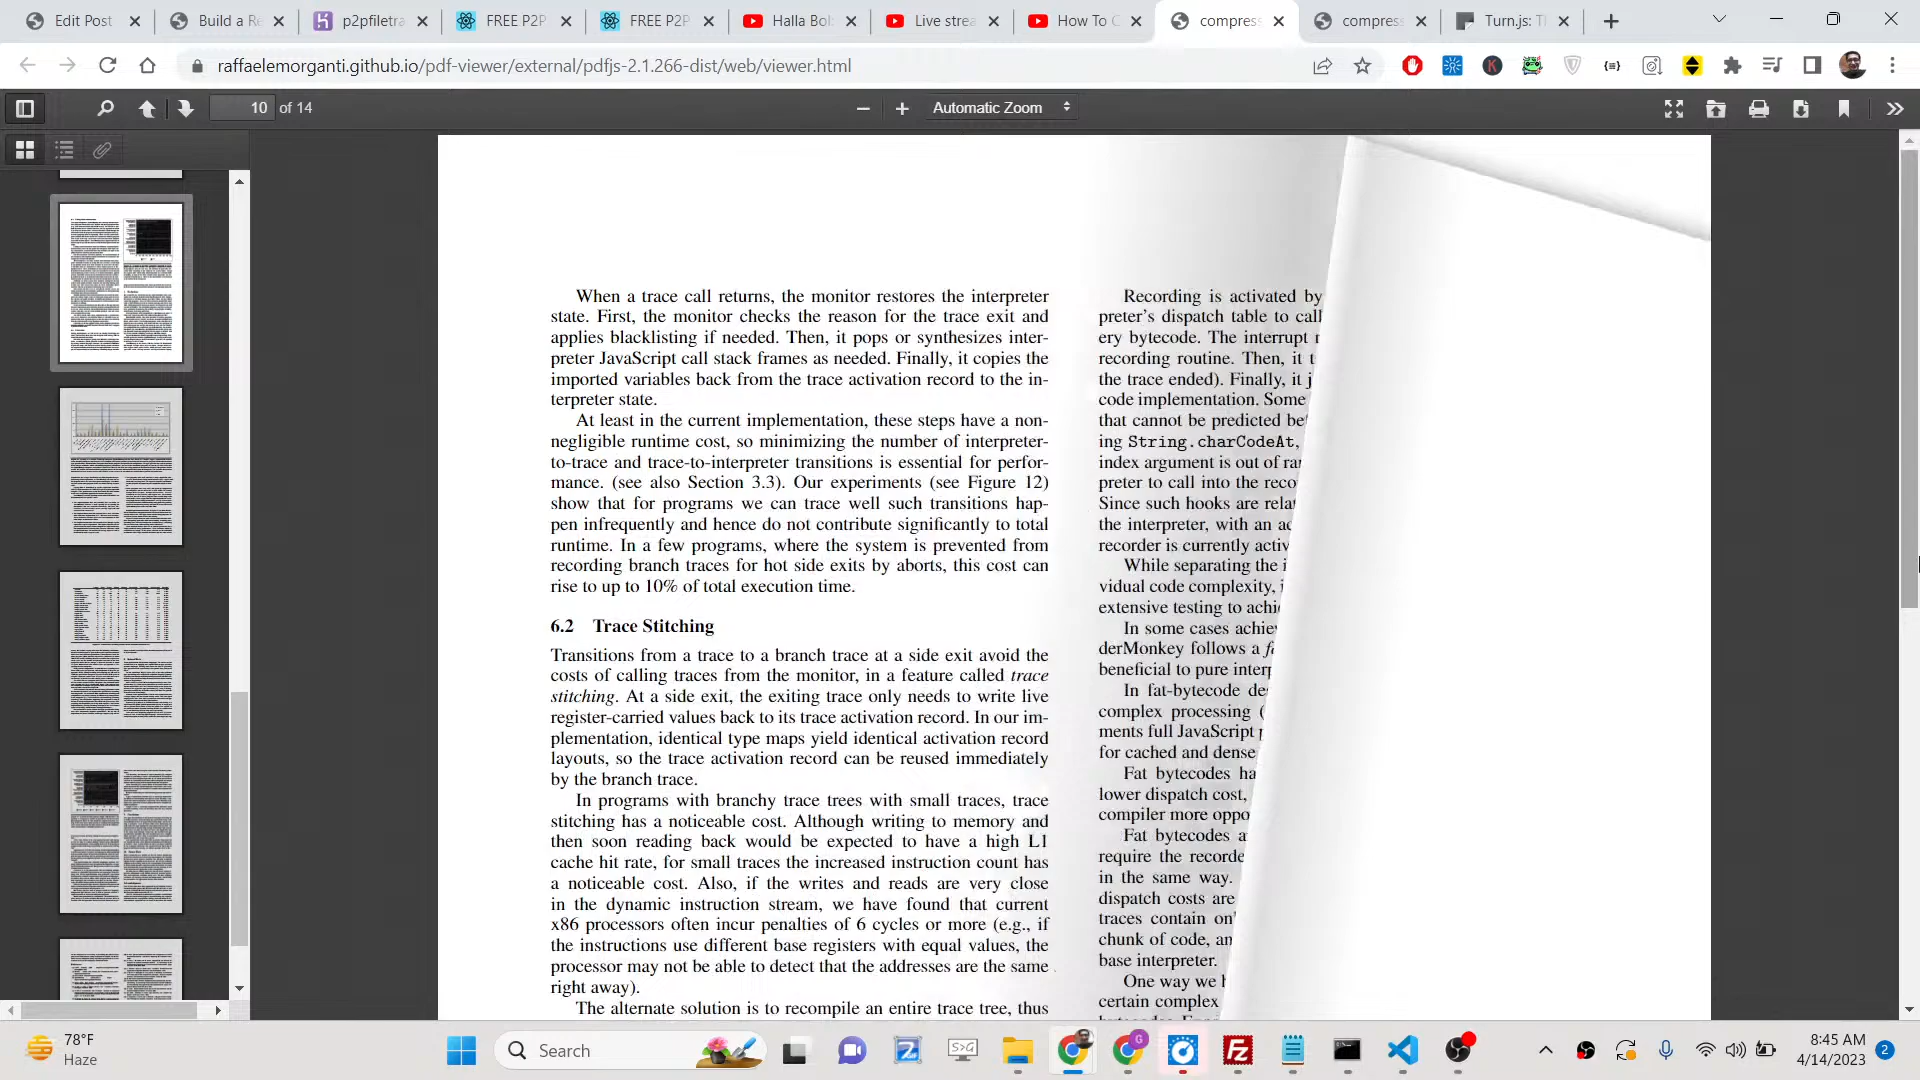 Edit Post
Build a Re
p2pfiletra
FREE P2P
FREE P2P
Halla Bol:
Live strea
How To C
compress
compress
Turn.js: Th
raffaelemorganti.github.io/pdf-viewer/external/pdfjs-2.1.266-dist/web/viewer.html
10 of 14
Automatic Zoom
When a trace call returns, the monitor restores the interpreter
state. First, the monitor checks the reason for the trace exit and
applies blacklisting if needed. Then, it pops or synthesizes inter-
preter JavaScript call stack frames as needed. Finally, it copies the
imported variables back from the trace activation record to the in-
terpreter state.
At least in the current implementation, these steps have a non-
negligible runtime cost, so minimizing the number of interpreter-
to-trace and trace-to-interpreter transitions is essential for perfor-
mance. (see also Section 3.3). Our experiments (see Figure 12)
show that for programs we can trace well such transitions hap-
pen infrequently and hence do not contribute significantly to total
runtime. In a few programs, where the system is prevented from
recording branch traces for hot side exits by aborts, this cost can
rise to up to 10% of total execution time.
6.2 Trace Stitching
Transitions from a trace to a branch trace at a side exit avoid the
costs of calling traces from the monitor, in a feature called trace
stitching. At a side exit, the exiting trace only needs to write live
register-carried values back to its trace activation record. In our im-
plementation, identical type maps yield identical activation record
layouts, so the trace activation record can be reused immediately
by the branch trace.
In programs with branchy trace trees with small traces, trace
stitching has a noticeable cost. Although writing to memory and
then soon reading back would be expected to have a high L1
cache hit rate, for small traces the increased instruction count has
a noticeable cost. Also, if the writes and reads are very close
in the dynamic instruction stream, we have found that current
x86 processors often incur penalties of 6 cycles or more (e.g., if
the instructions use different base registers with equal values, the
processor may not be able to detect that the addresses are the same
right away).
The alternate solution is to recompile an entire trace tree, thus
Recording is activated by
preter's dispatch table to call
ery bytecode. The interrupt
recording routine. Then, it
the trace ended). Finally, it
code implementation. Some
that cannot be predicted
ing String.charCodeAt,
index argument is out of
preter to call into the
Since such hooks are
the interpreter, with an
recorder is currently
While separating the
vidual code complexity,
extensive testing to
In some cases
derMonkey follows a
beneficial to pure
In fat-bytecode
complex processing (
ments full JavaScript
for cached and dense
Fat bytecodes
lower dispatch cost,
compiler more
Fat bytecodes
require the
in the same way.
dispatch costs are
traces contain
chunk of code,
base interpreter.
One way we
certain complex
78°F
Haze
Search
8:45 AM
4/14/2023
2